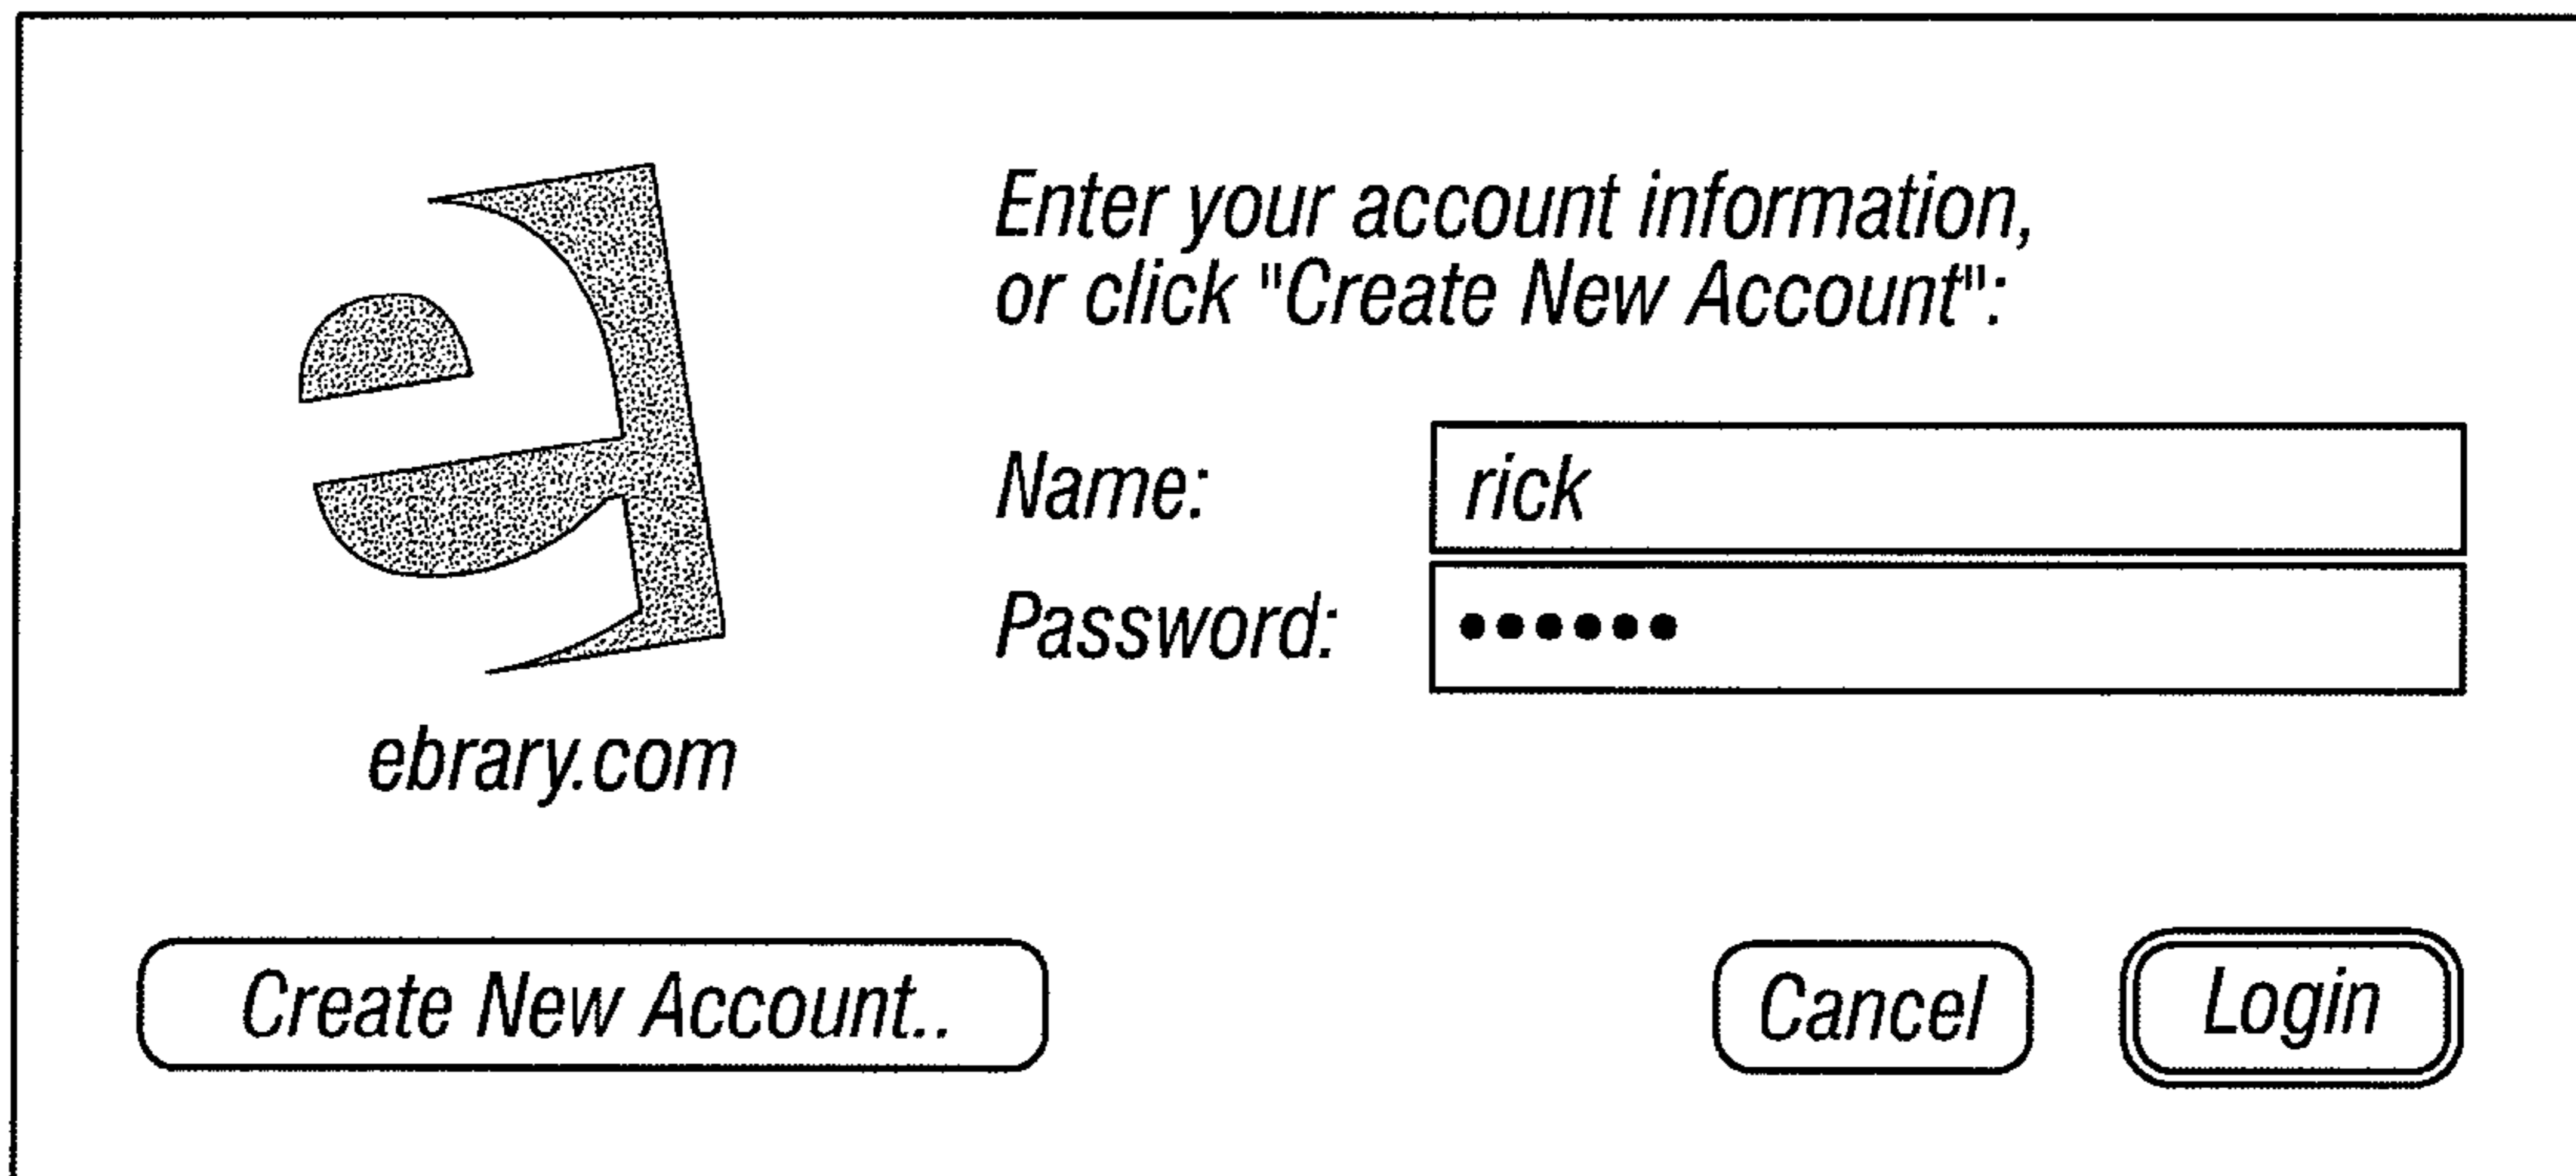 Enter your account information,
or click "Create New Account":
Name: rick
Password: ••••••
ebrary.com
Create New Account.. Cancel Login